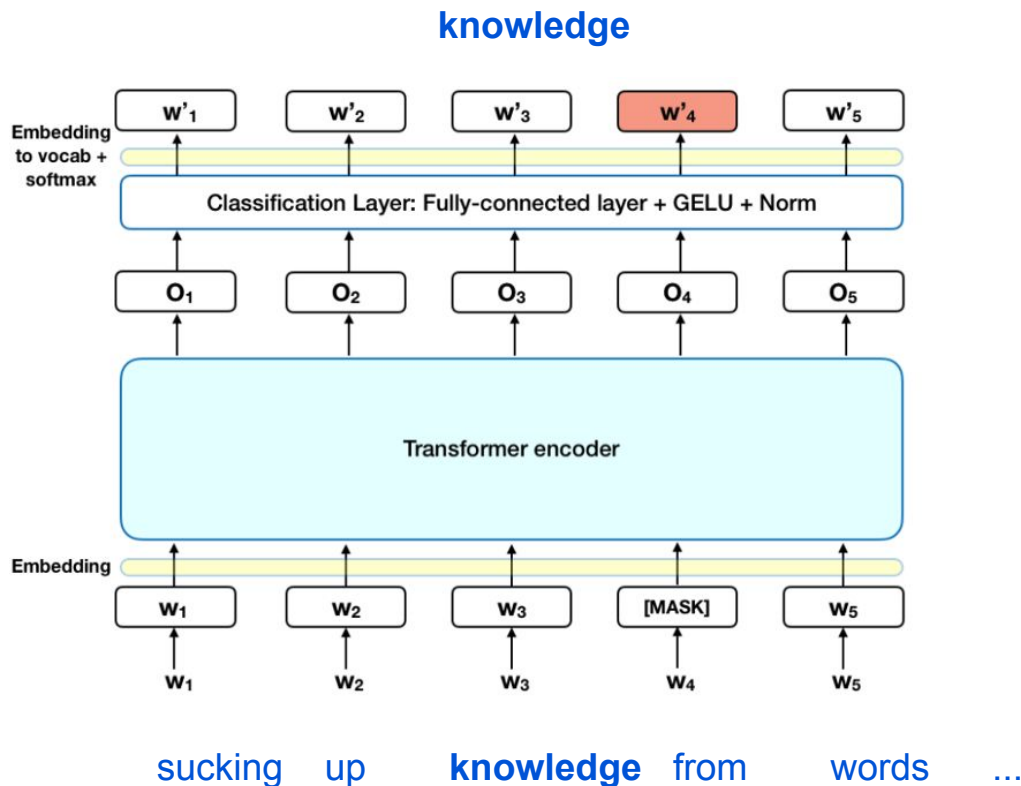 knowledge
w'₁ w'₂ w'₃ w'₄ w'₅
Embedding
to vocab +
softmax
Classification Layer: Fully-connected layer + GELU + Norm
O₁ O₂ O₃ O₄ O₅
Transformer encoder
Embedding
W₁ W₂ W₃ [MASK] W₅
W₁ W₂ W₃ W₄ W₅
sucking up knowledge from words ...